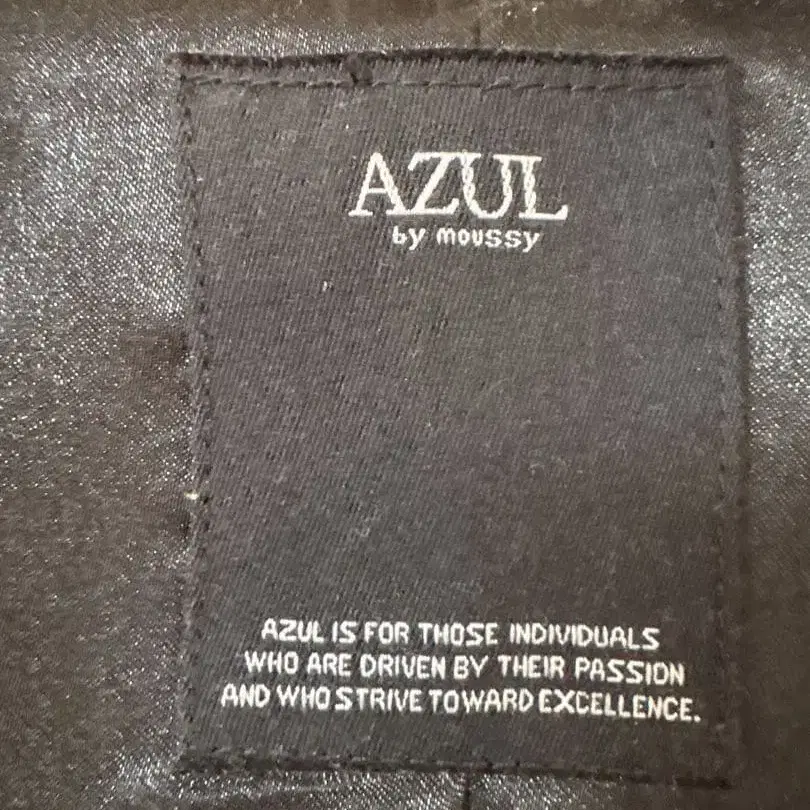 AZUL
by moussy
AZUL IS FOR THOSE INDIVIDUALS
WHO ARE DRIVEN BY THEIR PASSION
AND WHO STRIVE TOWARD EXCELLENCE.